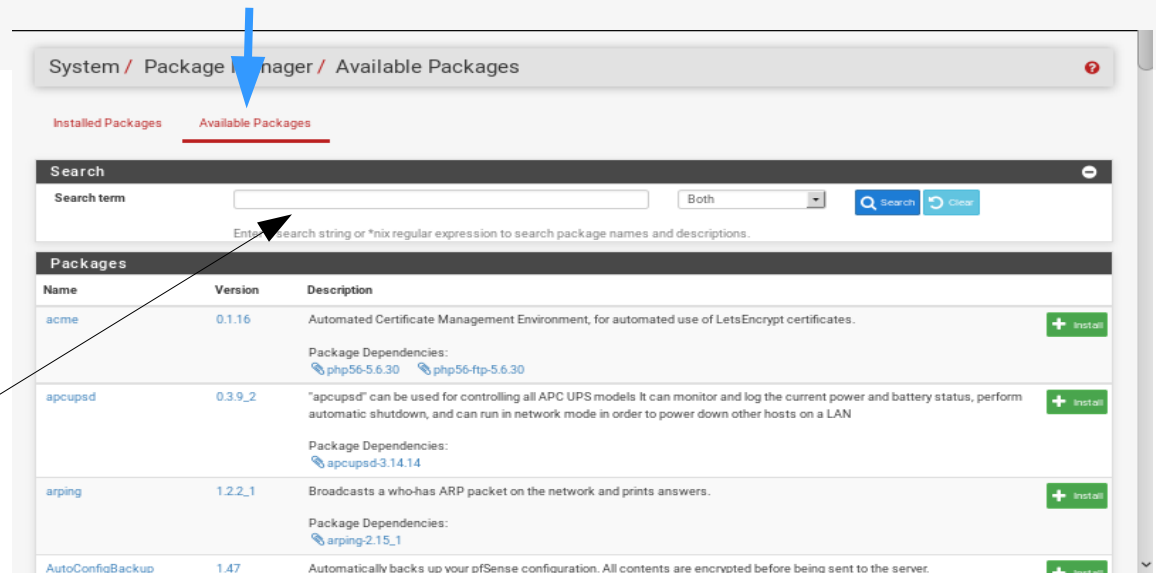 System / Package Manager / Available Packages
Installed Packages Available Packages
Search
Search term Both Search Clear
Enter a search string or *nix regular expression to search package names and descriptions.
Packages
Name Version Description
acme 0.1.16 Automated Certificate Management Environment, for automated use of LetsEncrypt certificates. Install
Package Dependencies:
php56-5.6.30 php56-ftp-5.6.30
apcupsd 0.3.9_2 "apcupsd" can be used for controlling all APC UPS models It can monitor and log the current power and battery status, perform Install
automatic shutdown, and can run in network mode in order to power down other hosts on a LAN
Package Dependencies:
apcupsd-3.14.14
arping 1.2.2_1 Broadcasts a who-has ARP packet on the network and prints answers. Install
Package Dependencies:
arping-2.15_1
AutoConfigBackup 1.47 Automatically backs up your pfSense configuration. All contents are encrypted before being sent to the server. Install